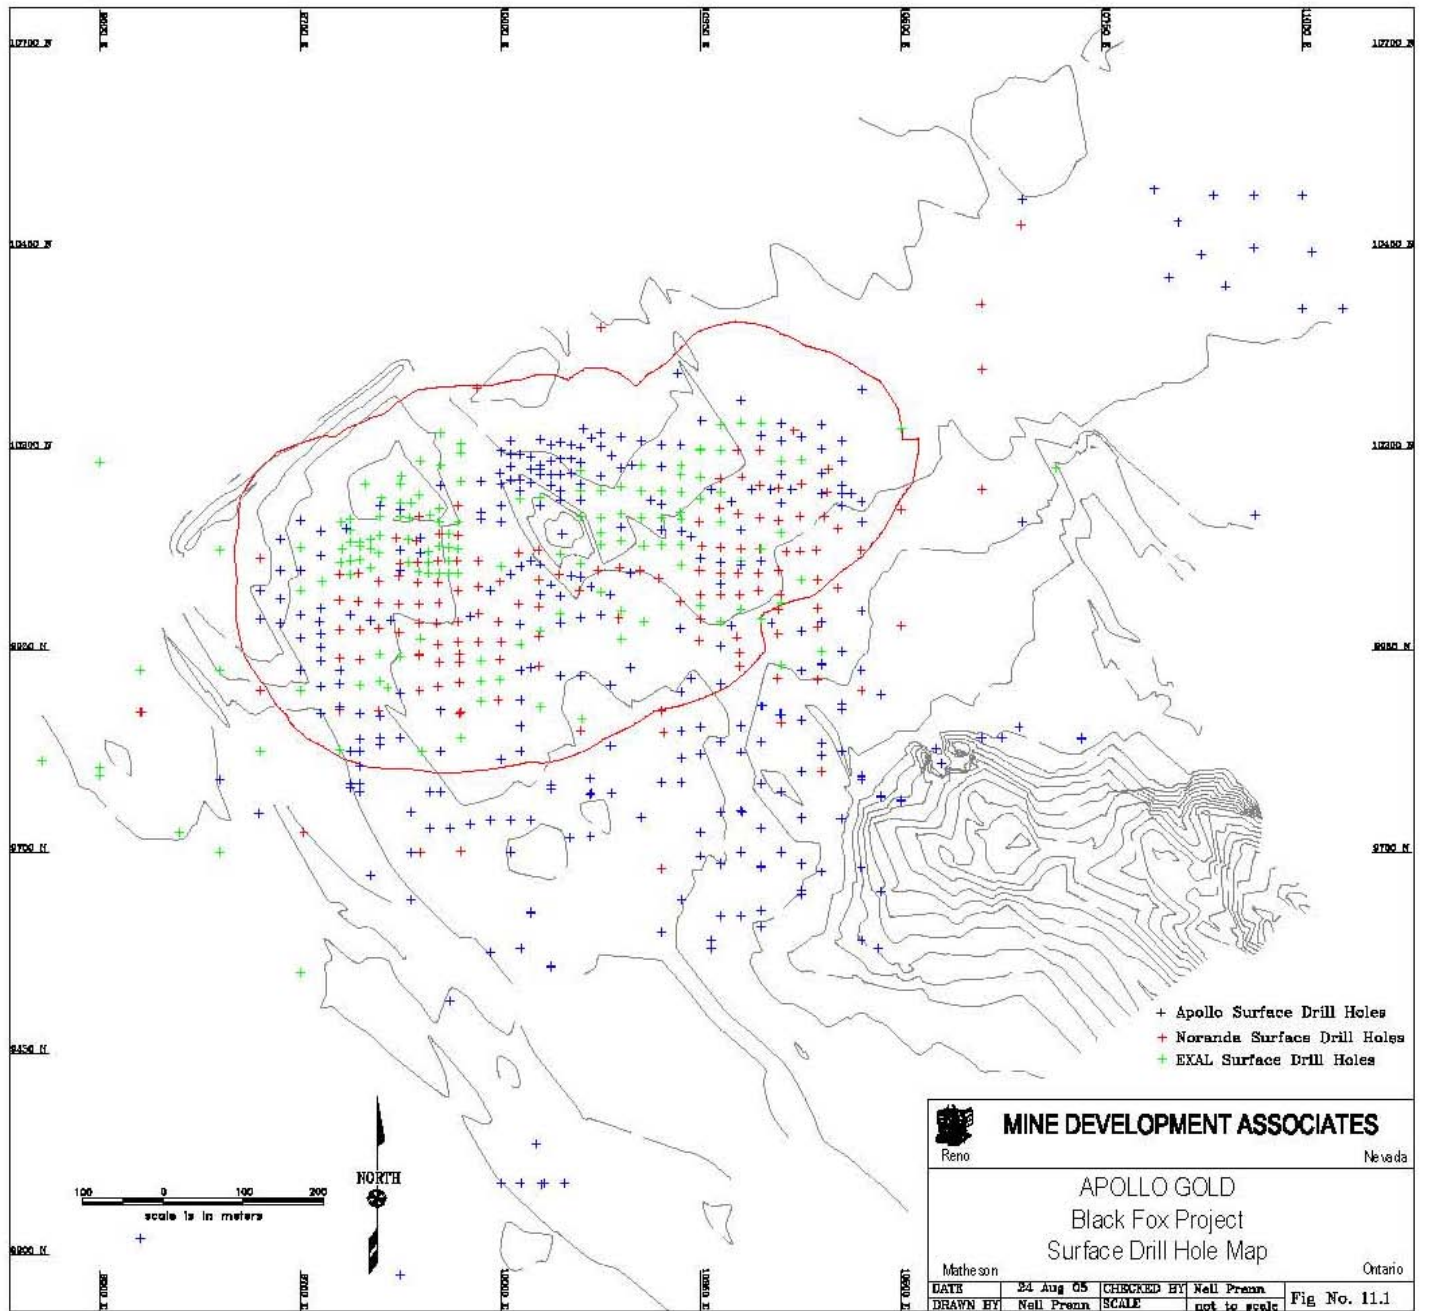 10700 N
10700 N
10450 N
10450 N
10200 N
10200 N
9950 N
9950 N
9700 N
9700 N
9450 N
Apollo Surface Drill Holes
Noranda Surface Drill Holes
EXAL Surface Drill Holes
MINE DEVELOPMENT ASSOCIATES
Reno
Nevada
NORTH
100 0 100 200
scale is in meters
APOLLO GOLD
Black Fox Project
Surface Drill Hole Map
Matheson
Ontario
DATE 24 Aug 05 CHECKED BY Neil Prenn
DRAWN BY Neil Prenn SCALE not to scale
Fig No. 11.1